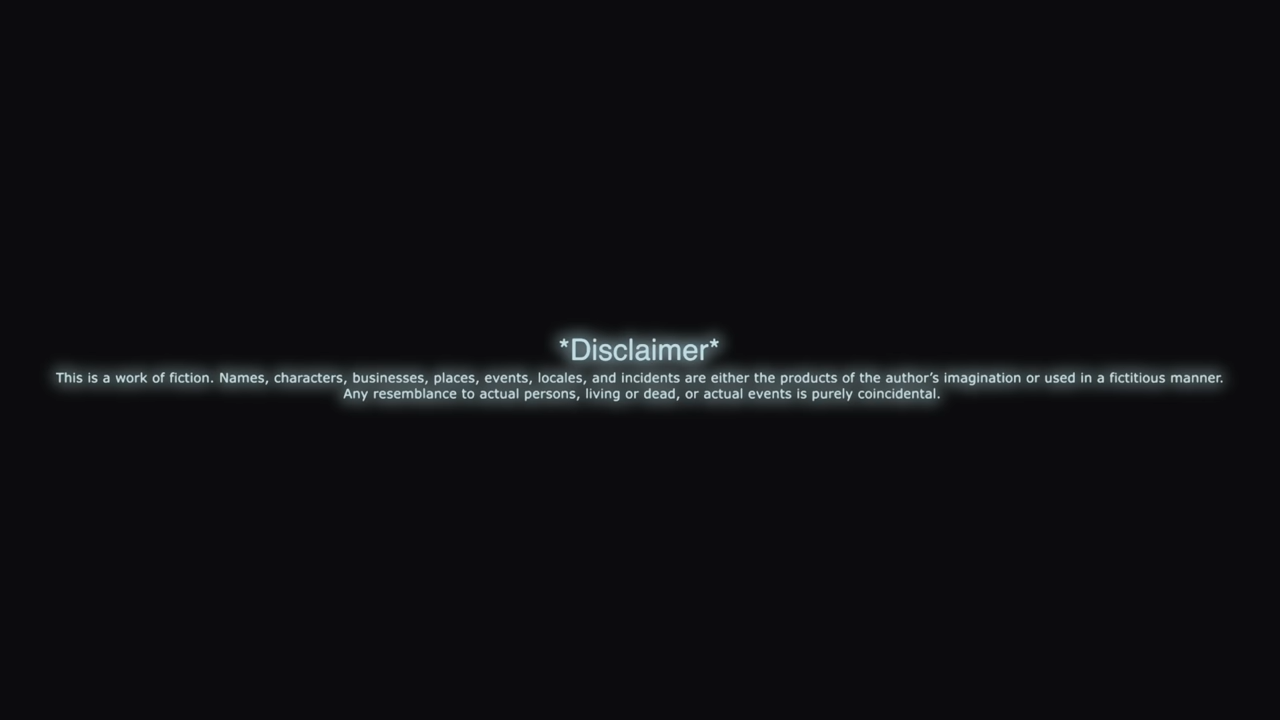 *Disclaimer*
This is a work of fiction. Names, characters, businesses, places, events, locales, and incidents are either the products of the author’s imagination or used in a fictitious manner.
Any resemblance to actual persons, living or dead, or actual events is purely coincidental.